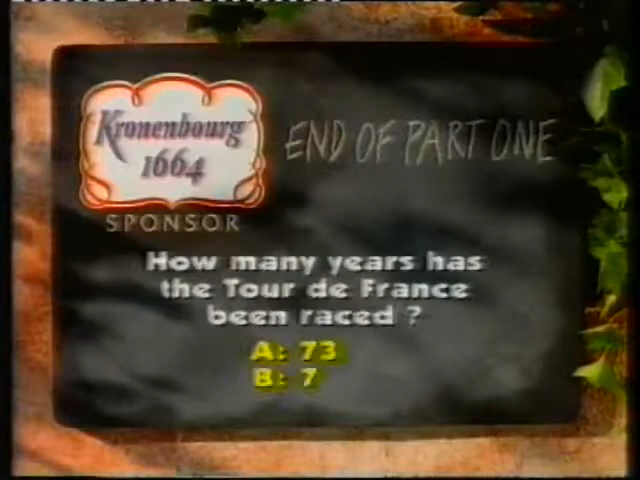 Kronenbourg
1664
SPONSOR
END OF PART ONE
How many years has
the Tour de France
been raced ?
A: 73
B: 7